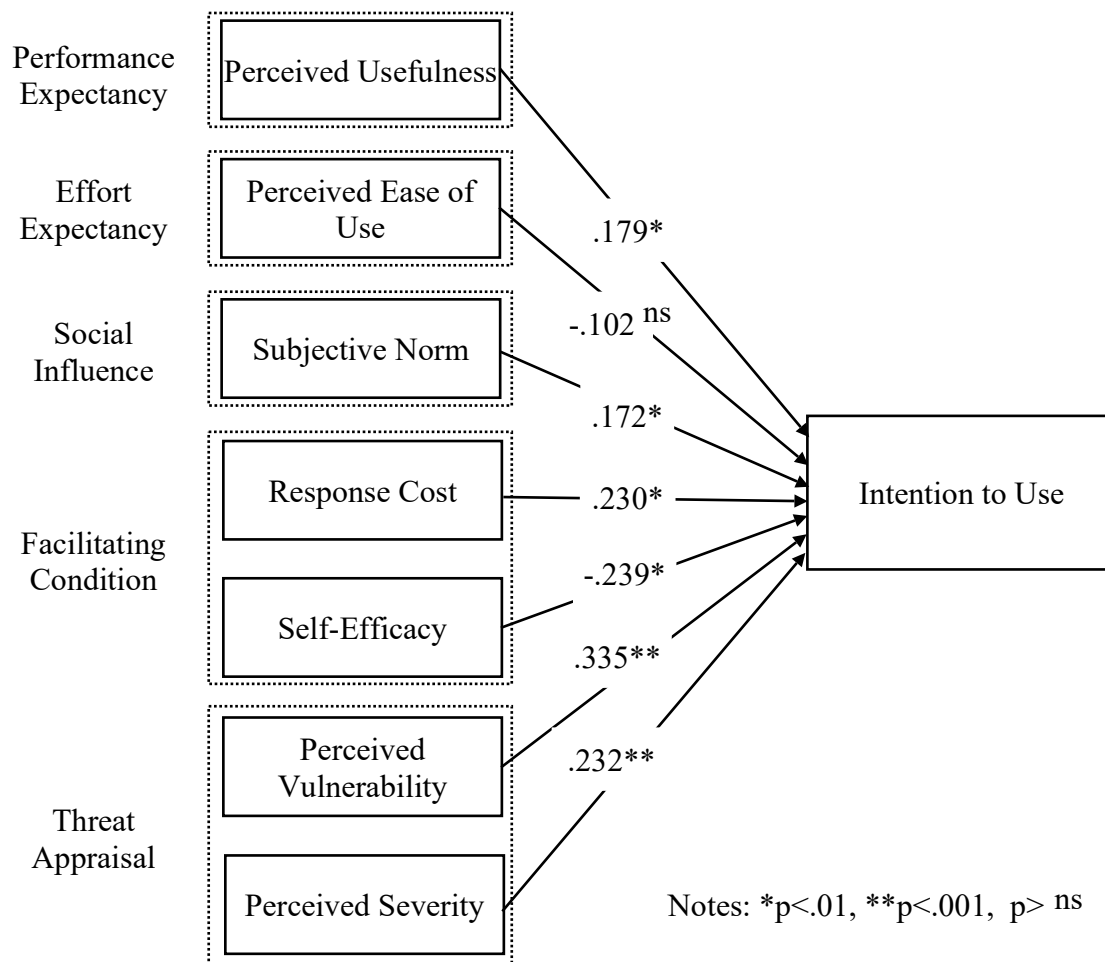 Performance
Expectancy
Perceived Usefulness
Effort
Expectancy
Perceived Ease of
Use
.179*
-.102 ns
Social
Influence
Subjective Norm
.172*
Facilitating
Condition
Response Cost
.230*
Intention to Use
Self-Efficacy
-.239*
.335**
Threat
Appraisal
Perceived
Vulnerability
.232**
Perceived Severity
Notes: *p<.01, **p<.001, p> ns